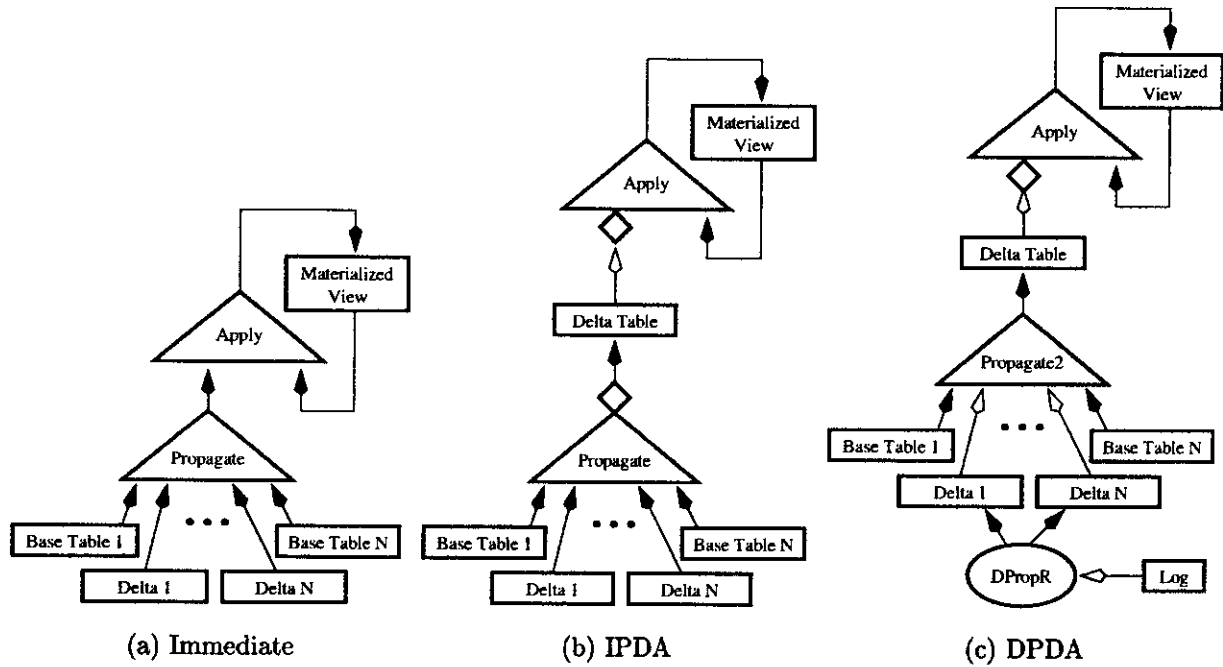 Materialized
View
Apply
Propagate
Base Table 1
• • •
Base Table N
Delta 1
Delta N
(a) Immediate
Materialized
View
Apply
Delta Table
Propagate
Base Table 1
• • •
Base Table N
Delta 1
Delta N
(b) IPDA
Materialized
View
Apply
Delta Table
Propagate2
Base Table 1
• • •
Base Table N
Delta 1
Delta N
DPropR
Log
(c) DPDA